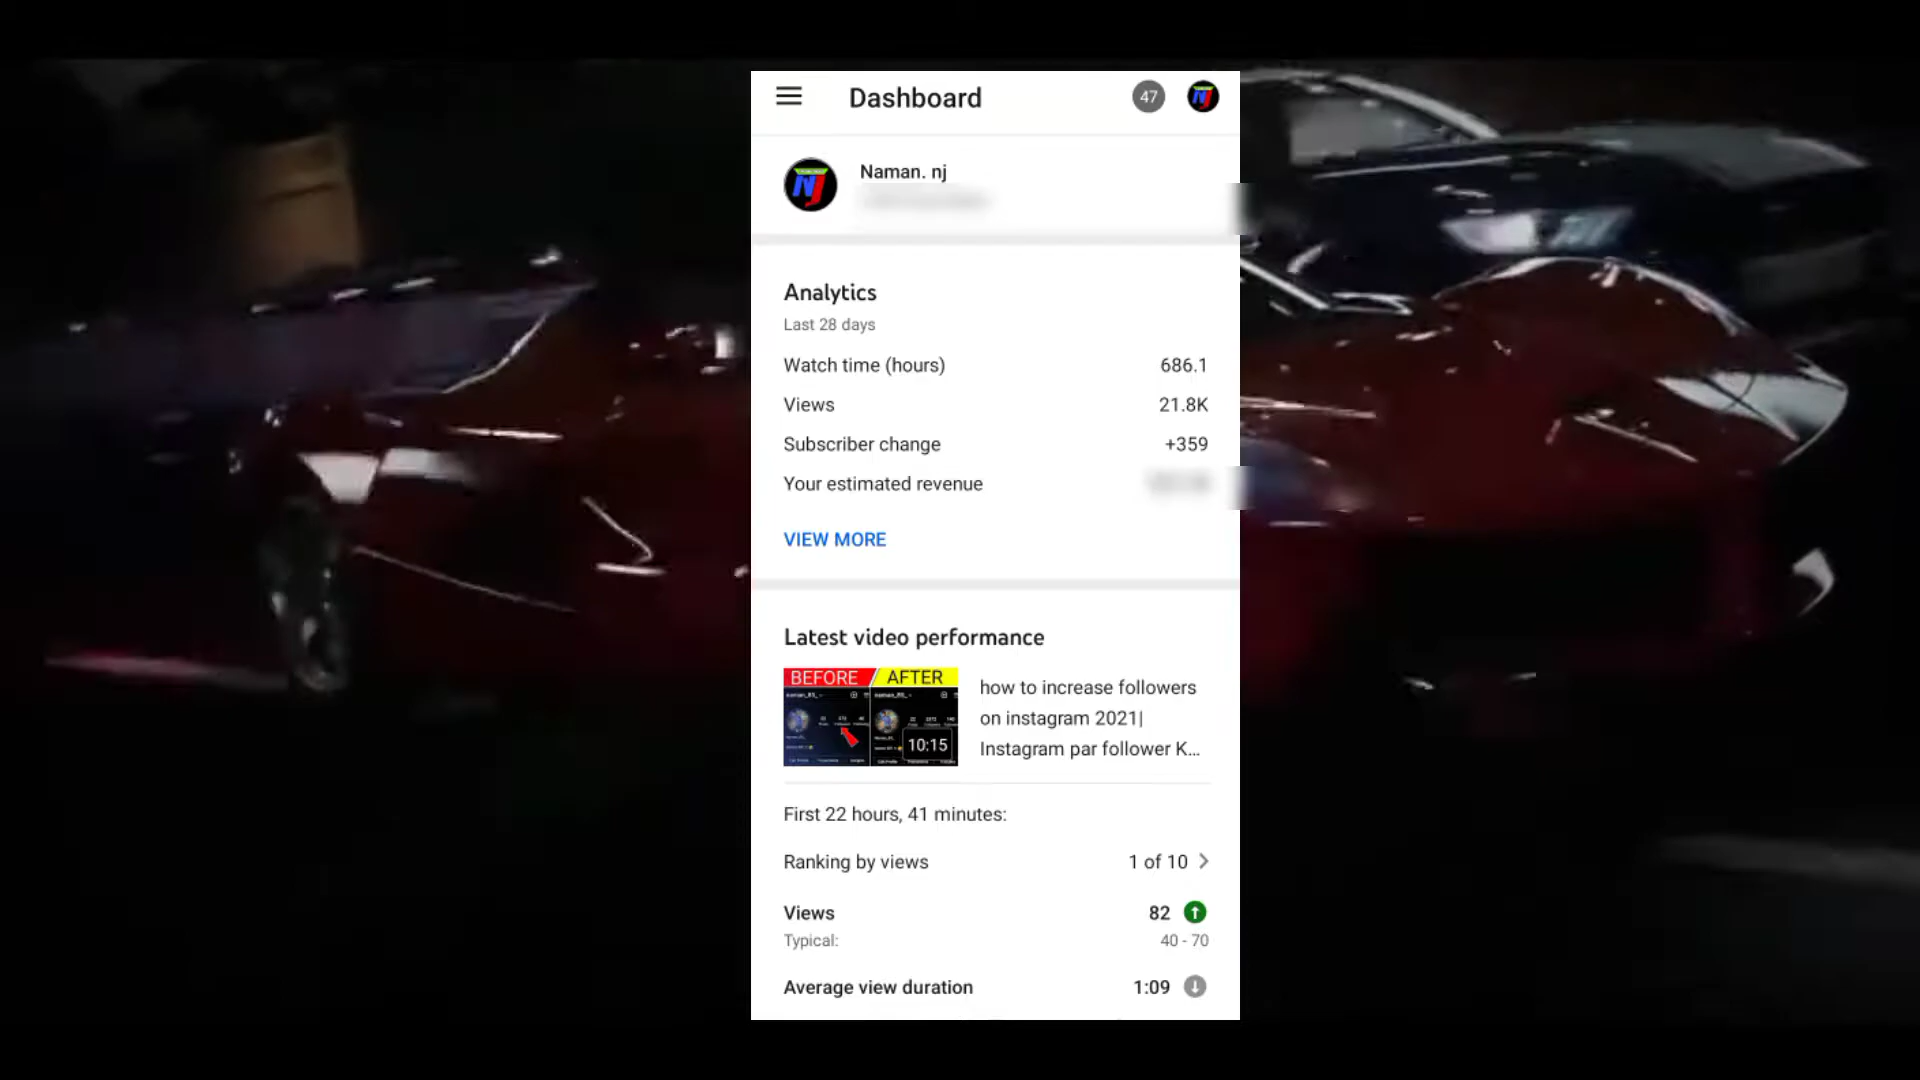 Dashboard
47
Naman. nj
Analytics
Last 28 days
Watch time (hours) 686.1
Views 21.8K
Subscriber change +359
Your estimated revenue
VIEW MORE
Latest video performance
BEFORE AFTER
10:15
how to increase followers
on instagram 2021|
Instagram par follower K...
First 22 hours, 41 minutes:
Ranking by views 1 of 10
Views 82
Typical: 40 - 70
Average view duration 1:09